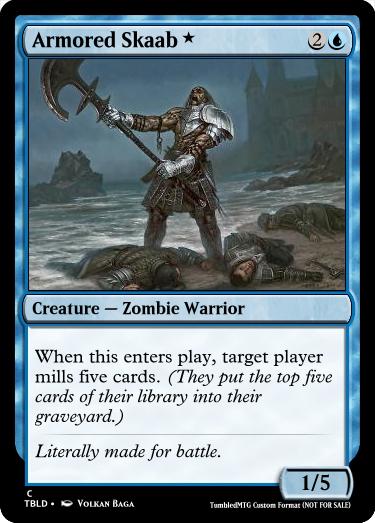 Armored Skaab ★ 2
Creature — Zombie Warrior
When this enters play, target player
mills five cards. (They put the top five
cards of their library into their
graveyard.)
Literally made for battle.
1/5
C
TBLD • Volkan Baga
TumbledMTG Custom Format (NOT FOR SALE)